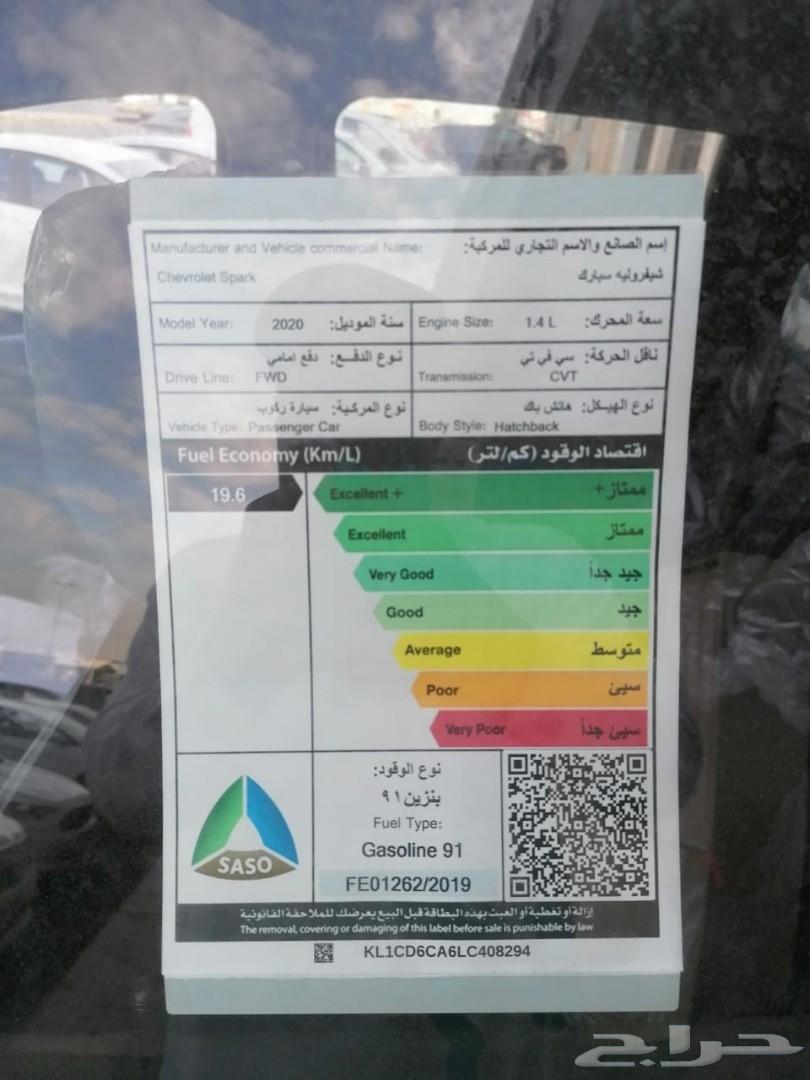 Manufacturer and Vehicle commercial Name: إسم الصانع والاسم التجاري للمركبة:
Chevrolet Spark شيفروليه سبارك
Model Year: 2020 سنة الموديل: Engine Size: 1.4 L سعة المحرك:
نوع الدفـــع: دفع امامي ناقل الحركة: سي في تي
Drive Line: FWD Transmission: CVT
نوع المركبة: سيارة ركوب نوع الهيكل: هاتش باك
Vehicle Type: Passenger Car Body Style: Hatchback
Fuel Economy (Km/L) اقتصاد الوقود (كم/لتر)
19.6 Excellent + ممتاز+
Excellent ممتاز
Very Good جيد جداً
Good جيد
Average متوسط
Poor سيئ
Very Poor سيئ جداً
نوع الوقود:
بنزين ٩١
Fuel Type:
Gasoline 91
SASO
FE01262/2019
إزالة أو تغطية أو العبث بهذه البطاقة قبل البيع يعرضك للملاحقة القانونية
The removal, covering or damaging of this label before sale is punishable by law
KL1CD6CA6LC408294
حراج